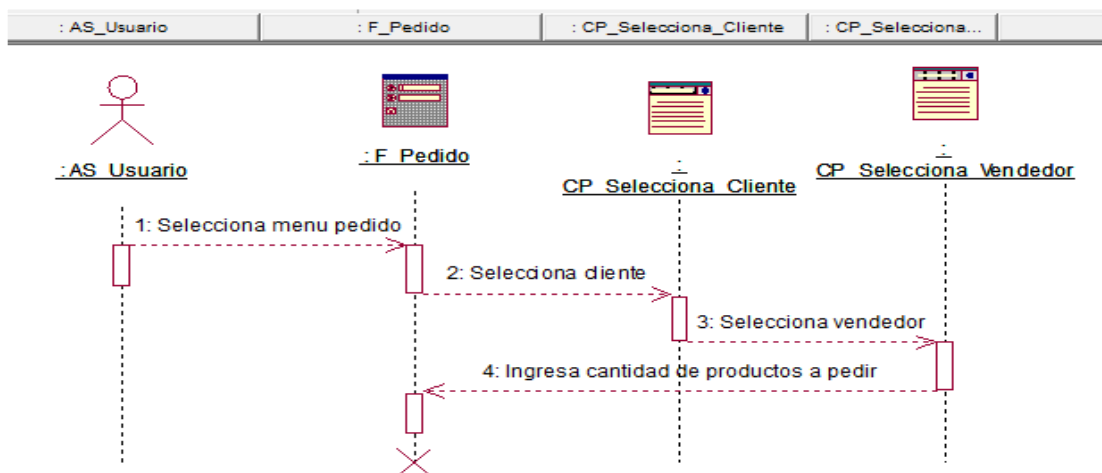 : AS_Usuario
: F_Pedido
: CP_Selecciona_Cliente
: CP_Selecciona...
:AS_Usuario
:F_Pedido
:
CP_Selecciona_Cliente
:
CP_Selecciona_Vendedor
1: Selecciona menu pedido
2: Selecciona cliente
3: Selecciona vendedor
4: Ingresa cantidad de productos a pedir